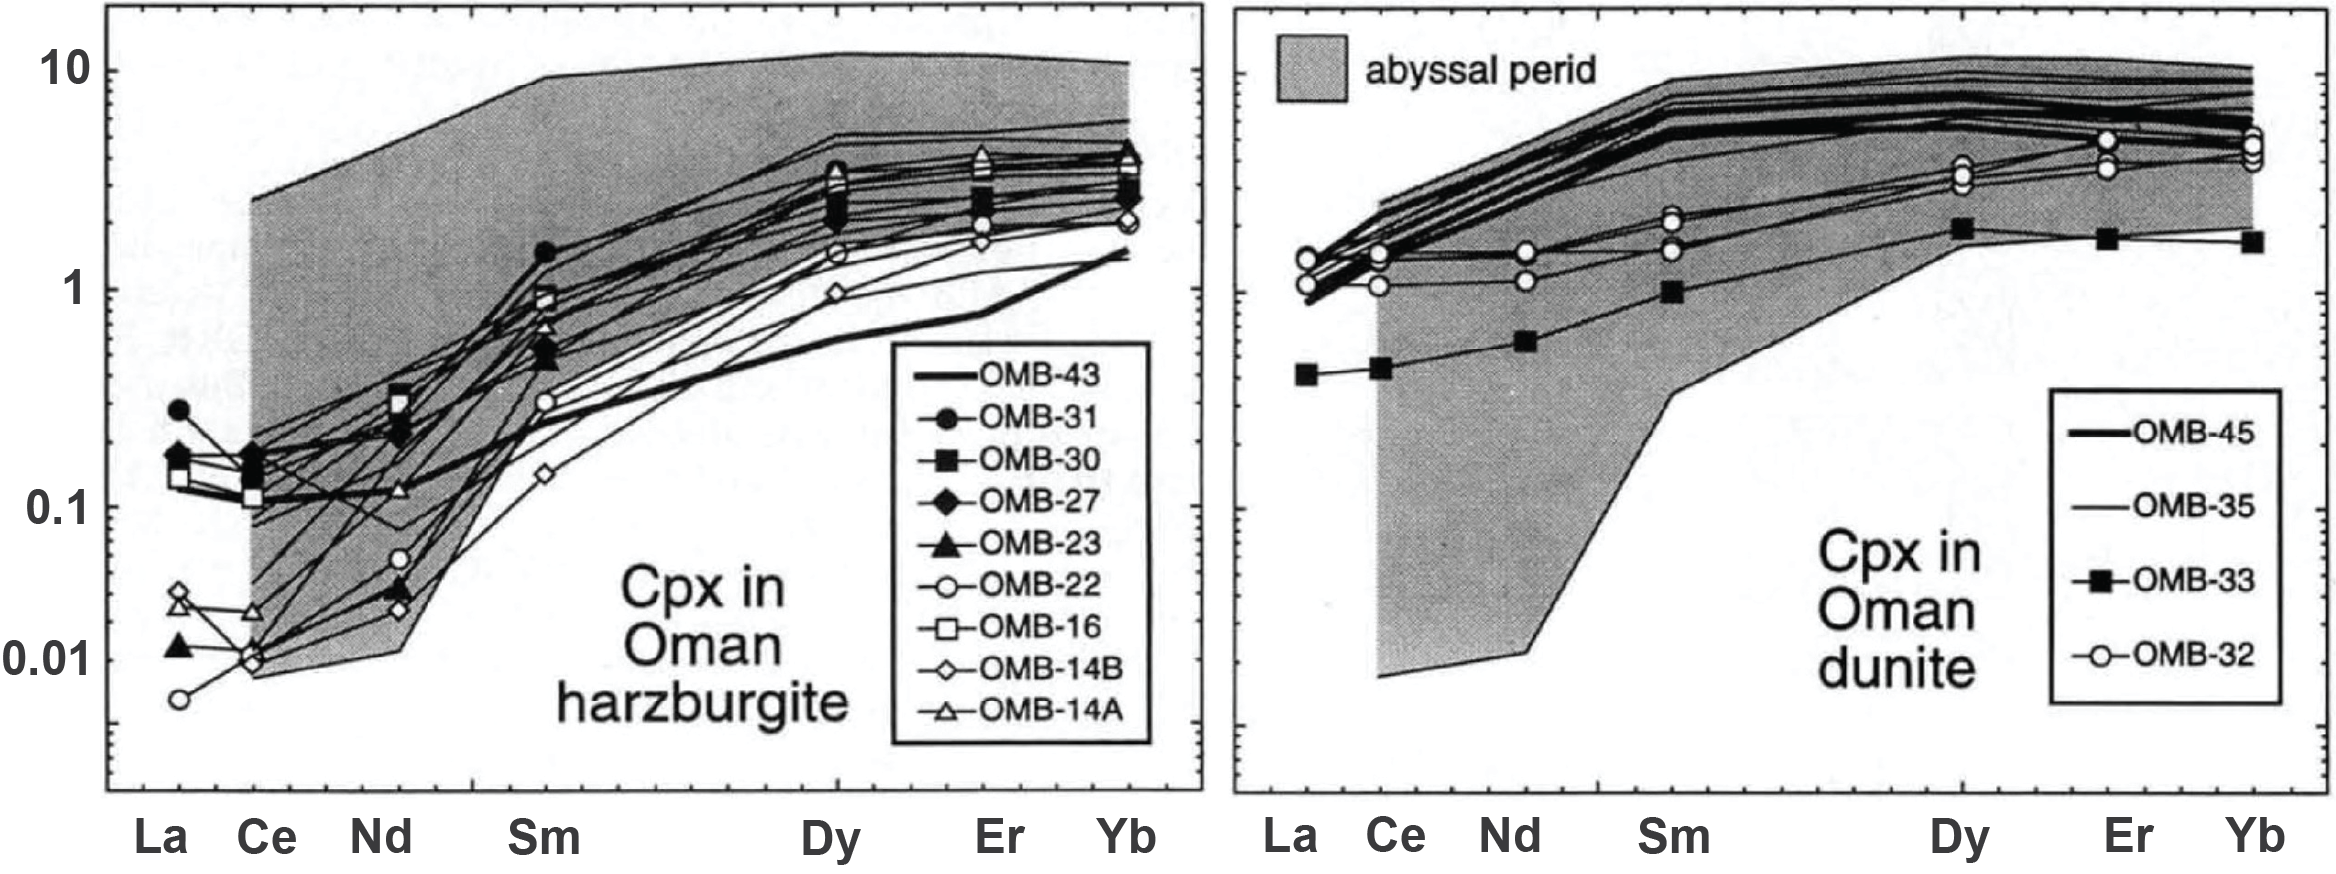 10
1
0.1
0.01
OMB-43
OMB-31
OMB-30
OMB-27
OMB-23
OMB-22
OMB-16
OMB-14B
OMB-14A
Cpx in
Oman
harzburgite
La Ce Nd Sm Dy Er Yb
abyssal perid
OMB-45
OMB-35
OMB-33
OMB-32
Cpx in
Oman
dunite
La Ce Nd Sm Dy Er Yb